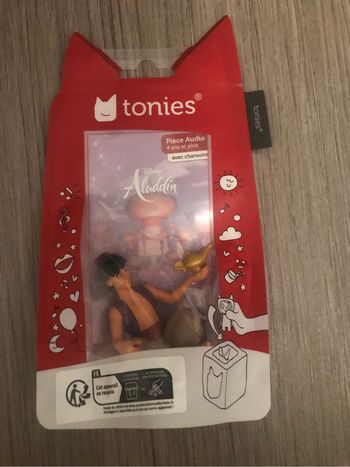 tonies®
tonies®
Pièce Audio
4 ans et plus
avec chansons
Disney
Aladdin
FR
Cet appareil
se recycle